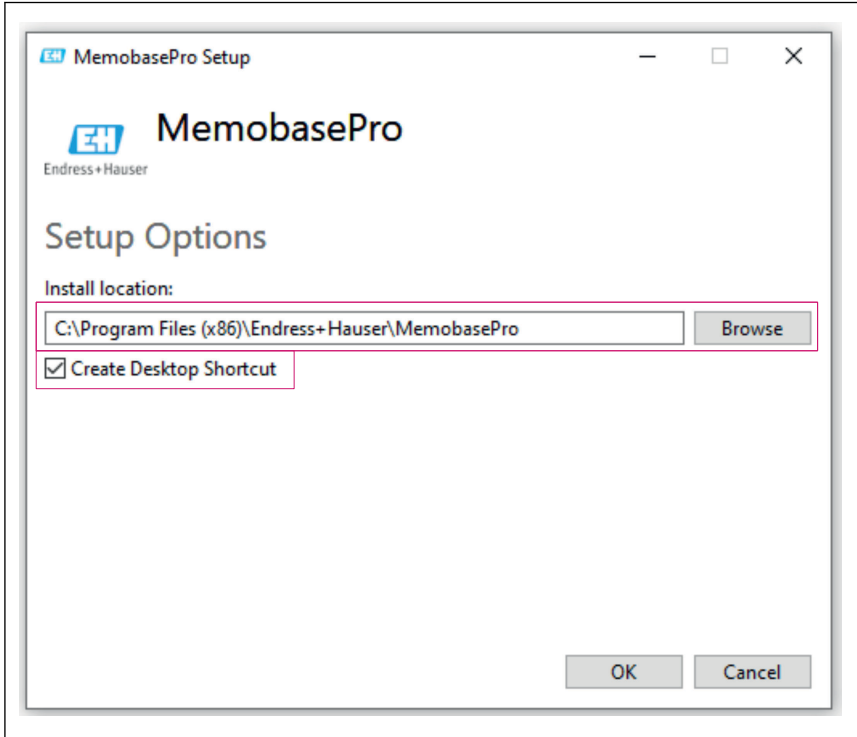 MemobasePro Setup
EH MemobasePro
Endress+Hauser
Setup Options
Install location:
C:\Program Files (x86)\Endress+Hauser\MemobasePro Browse
Create Desktop Shortcut
OK Cancel